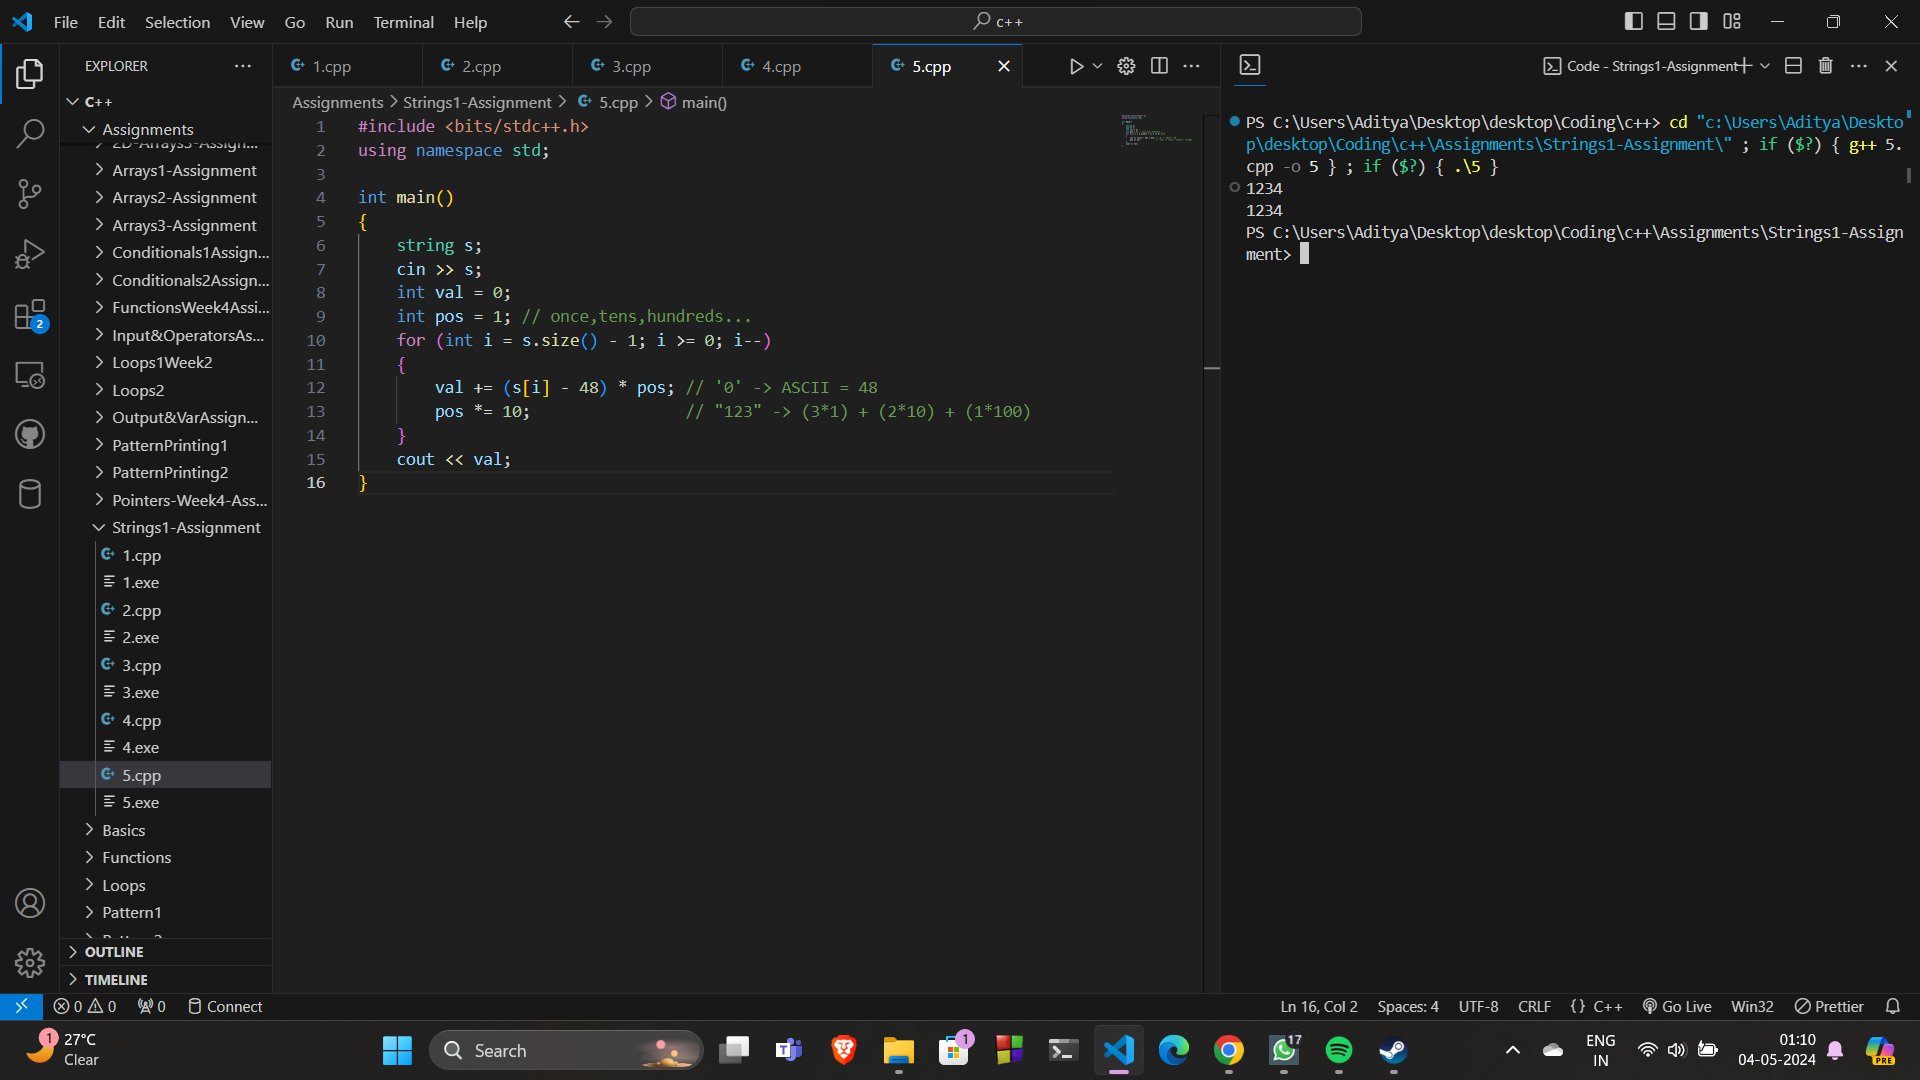 File Edit Selection View Go Run Terminal Help
c++
EXPLORER
C++
Assignments
Arrays1-Assignment
Arrays2-Assignment
Arrays3-Assignment
Conditionals1Assign...
Conditionals2Assign...
FunctionsWeek4Assi...
Input&OperatorsAs...
Loops1Week2
Loops2
Output&VarAssign...
PatternPrinting1
PatternPrinting2
Pointers-Week4-Ass...
Strings1-Assignment
1.cpp
1.exe
2.cpp
2.exe
3.cpp
3.exe
4.cpp
4.exe
5.cpp
5.exe
Basics
Functions
Loops
Pattern1
OUTLINE
TIMELINE
2
1.cpp 2.cpp 3.cpp 4.cpp 5.cpp
Assignments > Strings1-Assignment > 5.cpp > main()
1 #include <bits/stdc++.h>
2 using namespace std;
3
4 int main()
5 {
6 string s;
7 cin >> s;
8 int val = 0;
9 int pos = 1; // once,tens,hundreds...
10 for (int i = s.size() - 1; i >= 0; i--)
11 {
12 val += (s[i] - 48) * pos; // '0' -> ASCII = 48
13 pos *= 10; // "123" -> (3*1) + (2*10) + (1*100)
14 }
15 cout << val;
16 }
Code - Strings1-Assignment
PS C:\Users\Aditya\Desktop\desktop\Coding\c++> cd "c:\Users\Aditya\Deskto
p\desktop\Coding\c++\Assignments\Strings1-Assignment\" ; if ($?) { g++ 5.
cpp -o 5 } ; if ($?) { .\5 }
1234
1234
PS C:\Users\Aditya\Desktop\desktop\Coding\c++\Assignments\Strings1-Assign
ment>
0 0 0 Connect
Ln 16, Col 2 Spaces: 4 UTF-8 CRLF {} C++ Go Live Win32 Prettier
1
27°C
Clear
Search
1
17
ENG
IN
01:10
04-05-2024
PRE